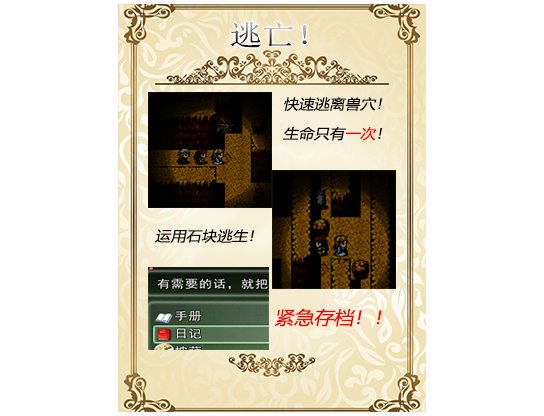 逃亡！
快速逃离兽穴！
生命只有一次！
运用石块逃生！
有需要的话，就把
手册
日记
紧急存档！！